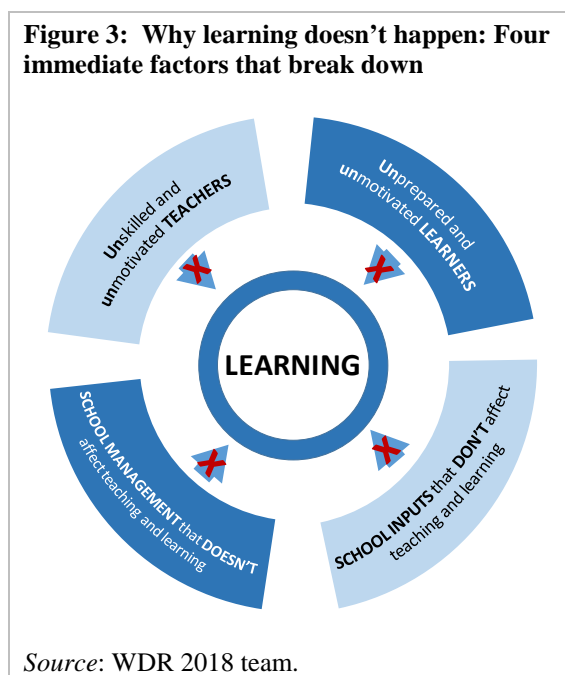 Figure 3: Why learning doesn’t happen: Four
immediate factors that break down
Unskilled and
unmotivated TEACHERS
Unprepared and
unmotivated LEARNERS
LEARNING
SCHOOL MANAGEMENT that DOESN’T
affect teaching and learning
SCHOOL INPUTS that DON’T affect
teaching and learning
Source: WDR 2018 team.